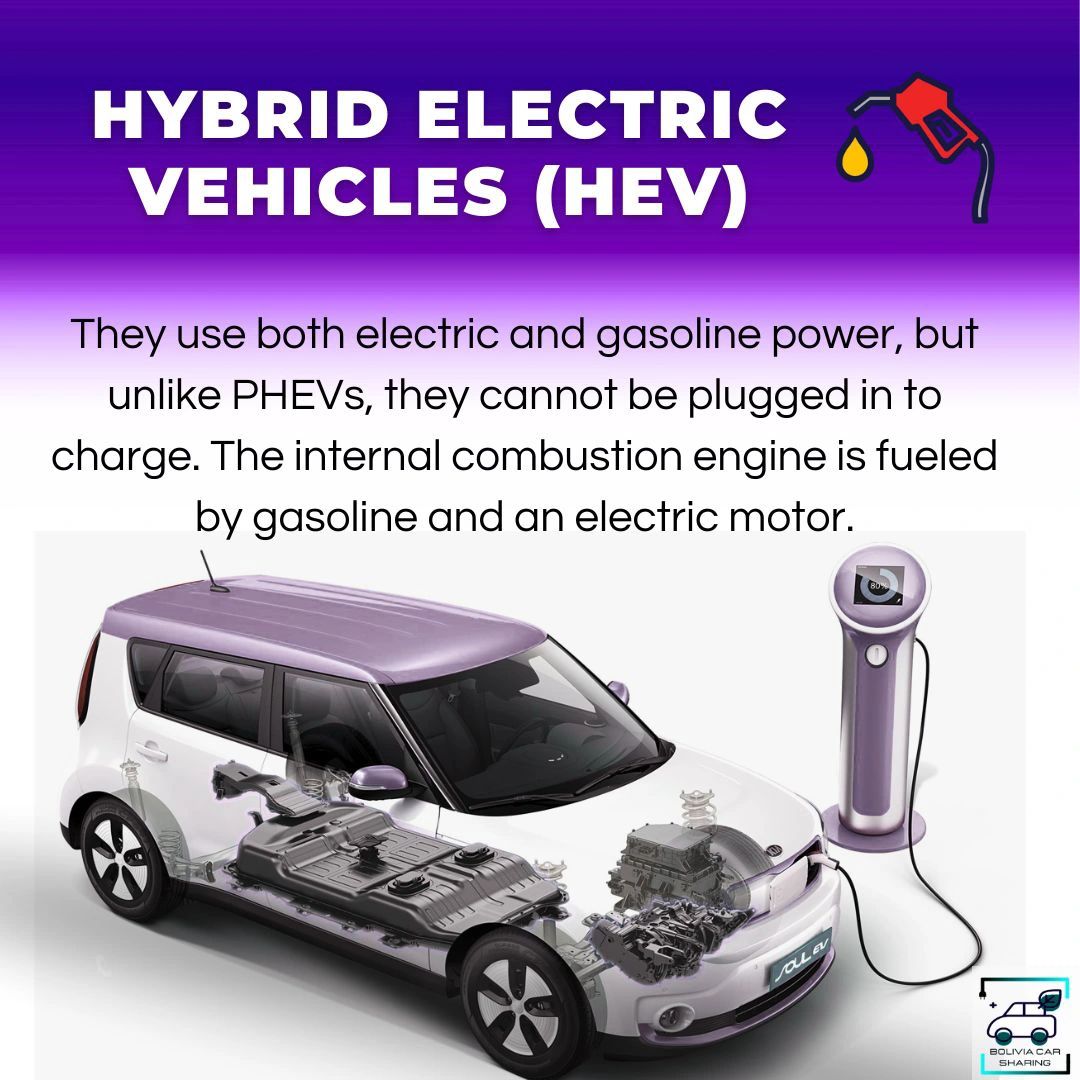 HYBRID ELECTRIC
VEHICLES (HEV)
They use both electric and gasoline power, but
unlike PHEVs, they cannot be plugged in to
charge. The internal combustion engine is fueled
by gasoline and an electric motor.
80%
SOUL EV
BOLIVIA CAR
SHARING